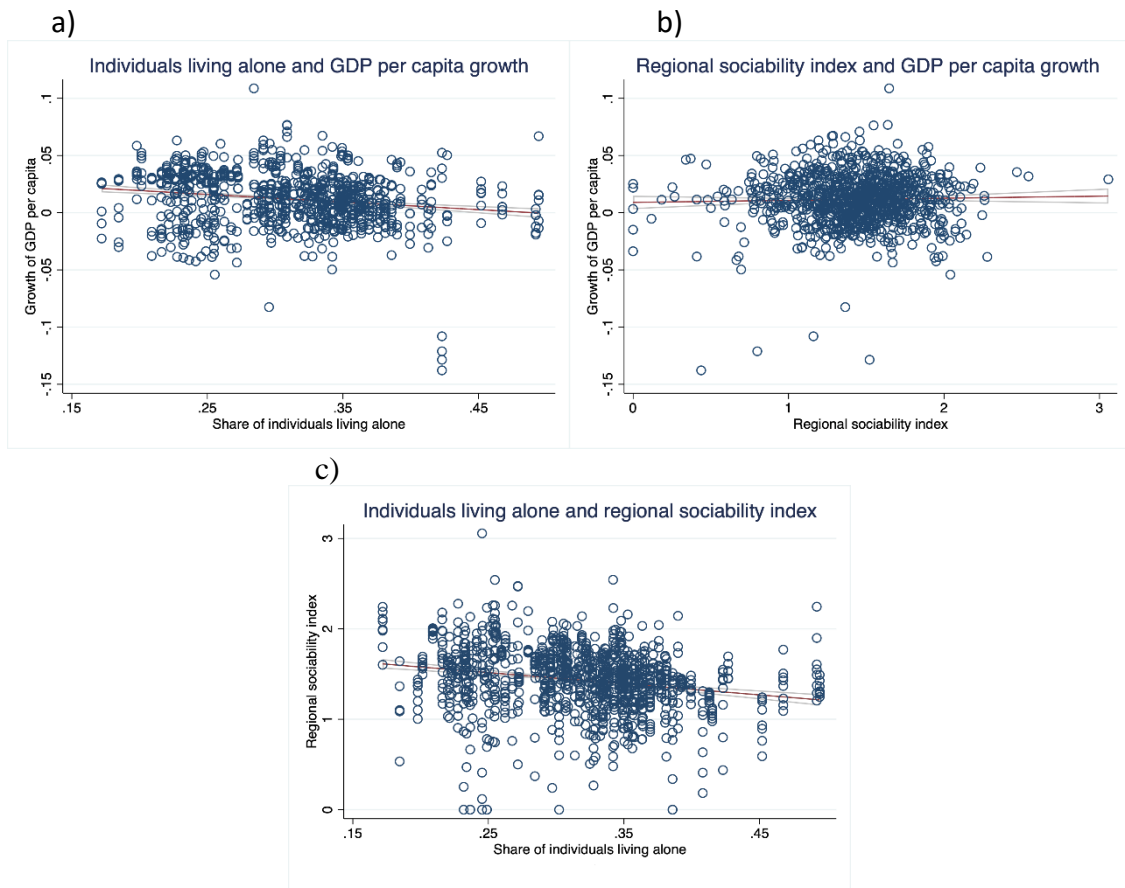 a)
Individuals living alone and GDP per capita growth
Growth of GDP per capita
.1
.05
0
-.05
-.1
-.15
.15 .25 .35 .45
Share of individuals living alone
b)
Regional sociability index and GDP per capita growth
Growth of GDP per capita
.1
.05
0
-.05
-.1
-.15
0 1 2 3
Regional sociability index
c)
Individuals living alone and regional sociability index
Regional sociability index
3
2
1
0
.15 .25 .35 .45
Share of individuals living alone